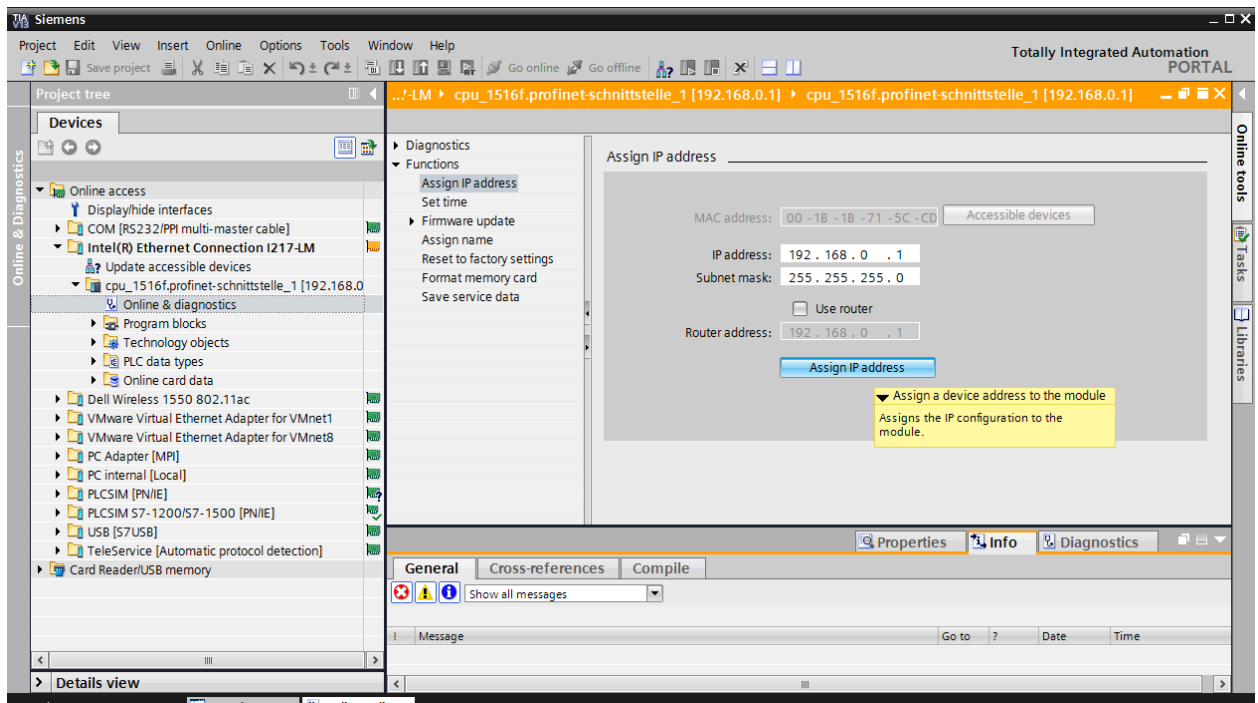 TIA V13 Siemens
Project Edit View Insert Online Options Tools Window Help
Totally Integrated Automation
PORTAL
Save project Go online Go offline
Project tree
...!-LM cpu_1516f.profinet-schnittstelle_1 [192.168.0.1] cpu_1516f.profinet-schnittstelle_1 [192.168.0.1]
Devices
Online & Diagnostics
Online access
Display/hide interfaces
COM [RS232/PPI multi-master cable]
Intel(R) Ethernet Connection I217-LM
Update accessible devices
cpu_1516f.profinet-schnittstelle_1 [192.168.0
Online & diagnostics
Program blocks
Technology objects
PLC data types
Online card data
Dell Wireless 1550 802.11ac
VMware Virtual Ethernet Adapter for VMnet1
VMware Virtual Ethernet Adapter for VMnet8
PC Adapter [MPI]
PC internal [Local]
PLCSIM [PN/IE]
PLCSIM S7-1200/S7-1500 [PN/IE]
USB [S7USB]
TeleService [Automatic protocol detection]
Card Reader/USB memory
Details view
Diagnostics
Functions
Assign IP address
Set time
Firmware update
Assign name
Reset to factory settings
Format memory card
Save service data
Assign IP address
MAC address: 00 -1B -1B -71 -5C -CD Accessible devices
IP address: 192 . 168 . 0 . 1
Subnet mask: 255 . 255 . 255 . 0
Use router
Router address: 192 . 168 . 0 . 1
Assign IP address
Assign a device address to the module
Assigns the IP configuration to the
module.
Properties Info Diagnostics
General Cross-references Compile
Show all messages
! Message Go to ? Date Time
Online tools
Tasks
Libraries